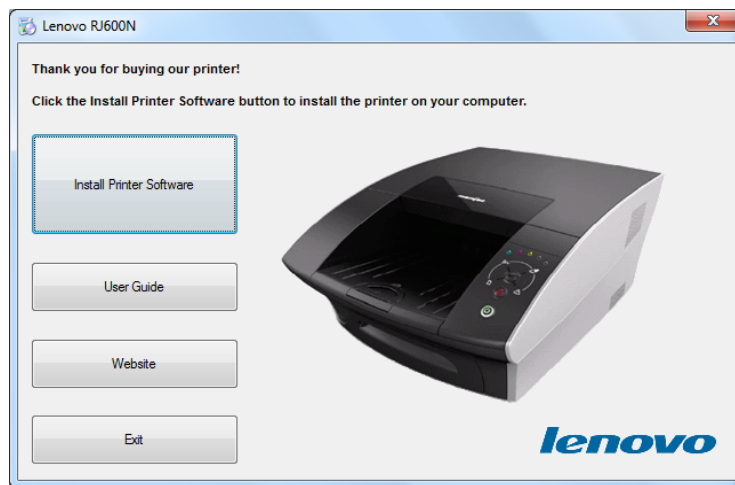 Lenovo RJ600N
Thank you for buying our printer!
Click the Install Printer Software button to install the printer on your computer.
Install Printer Software
User Guide
Website
Exit
lenovo